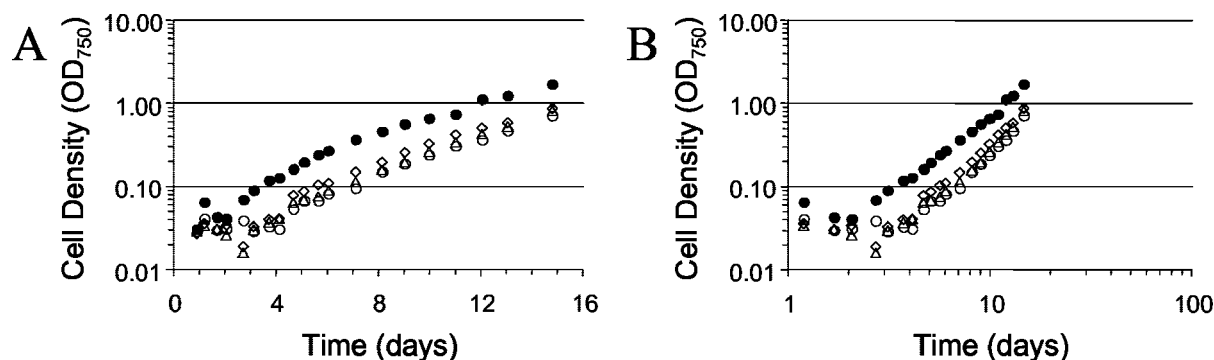 A
Cell Density (OD750)
10.00
1.00
0.10
0.01
0 4 8 12 16
Time (days)
B
Cell Density (OD750)
10.00
1.00
0.10
0.01
1 10 100
Time (days)